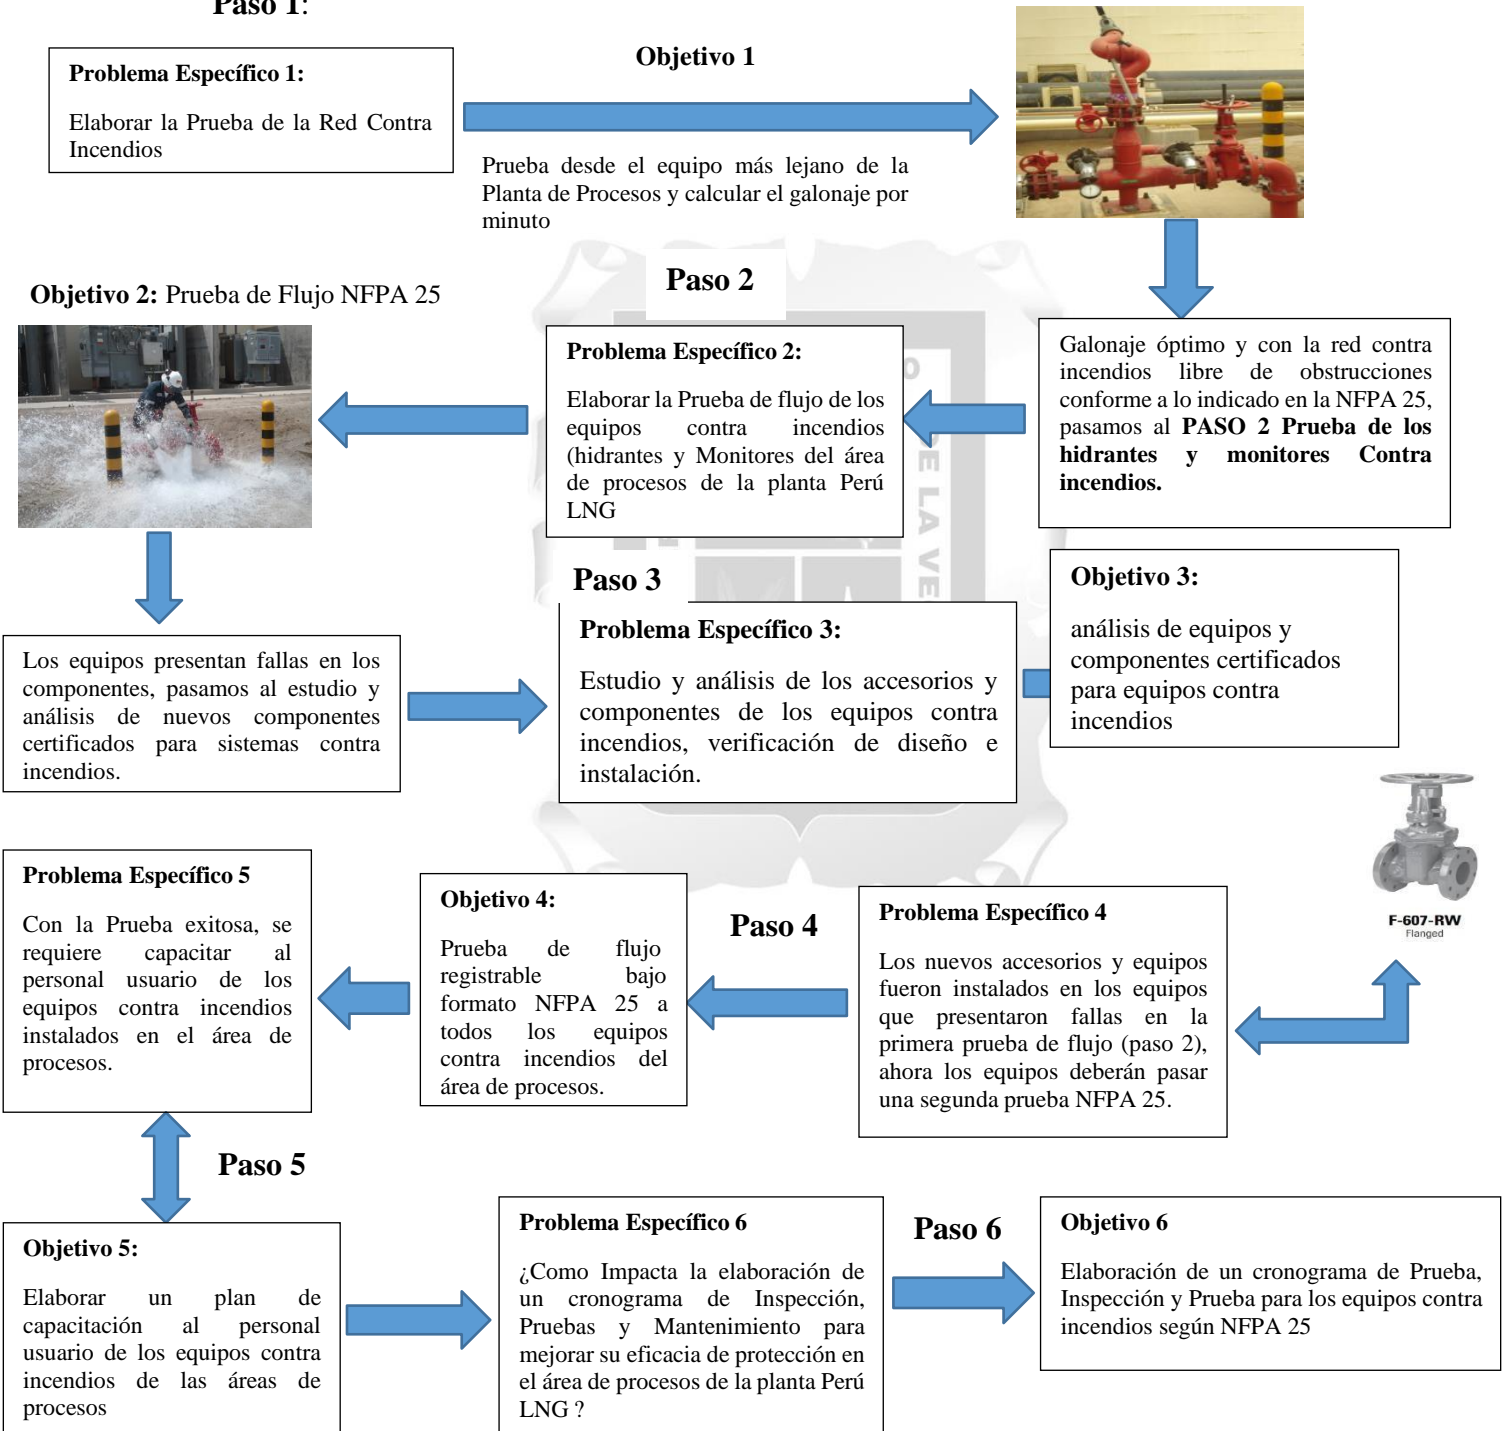 Paso 1:
Problema Específico 1:
Elaborar la Prueba de la Red Contra
Incendios
Objetivo 1
Prueba desde el equipo más lejano de la
Planta de Procesos y calcular el galonaje por
minuto
Objetivo 2: Prueba de Flujo NFPA 25
Paso 2
Problema Específico 2:
Elaborar la Prueba de flujo de los
equipos contra incendios
(hidrantes y Monitores del área
de procesos de la planta Perú
LNG
Galonaje óptimo y con la red contra
incendios libre de obstrucciones
conforme a lo indicado en la NFPA 25,
pasamos al PASO 2 Prueba de los
hidrantes y monitores Contra
incendios.
Los equipos presentan fallas en los
componentes, pasamos al estudio y
análisis de nuevos componentes
certificados para sistemas contra
incendios.
Paso 3
Problema Específico 3:
Estudio y análisis de los accesorios y
componentes de los equipos contra
incendios, verificación de diseño e
instalación.
Objetivo 3:
análisis de equipos y
componentes certificados
para equipos contra
incendios
F-607-RW
Flanged
Problema Específico 4
Los nuevos accesorios y equipos
fueron instalados en los equipos
que presentaron fallas en la
primera prueba de flujo (paso 2),
ahora los equipos deberán pasar
una segunda prueba NFPA 25.
Paso 4
Objetivo 4:
Prueba de flujo
registrable bajo
formato NFPA 25 a
todos los equipos
contra incendios del
área de procesos.
Problema Específico 5
Con la Prueba exitosa, se
requiere capacitar al
personal usuario de los
equipos contra incendios
instalados en el área de
procesos.
Paso 5
Objetivo 5:
Elaborar un plan de
capacitación al personal
usuario de los equipos contra
incendios de las áreas de
procesos
Problema Específico 6
¿Como Impacta la elaboración de
un cronograma de Inspección,
Pruebas y Mantenimiento para
mejorar su eficacia de protección en
el área de procesos de la planta Perú
LNG ?
Paso 6
Objetivo 6
Elaboración de un cronograma de Prueba,
Inspección y Prueba para los equipos contra
incendios según NFPA 25
E LA VE